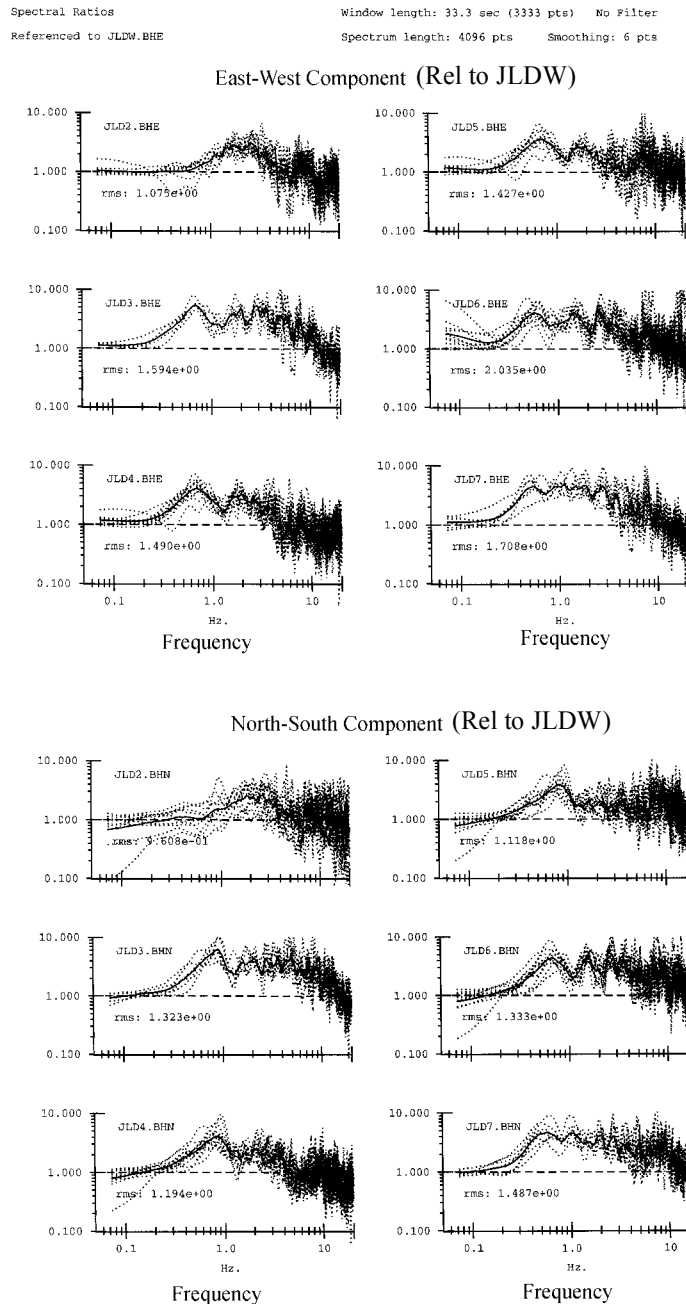 Spectral Ratios
Window length: 33.3 sec (3333 pts) No Filter
Referenced to JLDW.BHE
Spectrum length: 4096 pts Smoothing: 6 pts
East-West Component (Rel to JLDW)
10.000
1.000
0.100
JLD2.BHE
rms: 1.075e+00
10.000
1.000
0.100
JLD5.BHE
rms: 1.427e+00
10.000
1.000
0.100
JLD3.BHE
rms: 1.594e+00
10.000
1.000
0.100
JLD6.BHE
rms: 2.035e+00
10.000
1.000
0.100
JLD4.BHE
rms: 1.490e+00
0.1 1.0 10
Hz.
Frequency
10.000
1.000
0.100
JLD7.BHE
rms: 1.708e+00
0.1 1.0 10
Hz.
Frequency
North-South Component (Rel to JLDW)
10.000
1.000
0.100
JLD2.BHN
rms: 9.608e-01
10.000
1.000
0.100
JLD5.BHN
rms: 1.118e+00
10.000
1.000
0.100
JLD3.BHN
rms: 1.323e+00
10.000
1.000
0.100
JLD6.BHN
rms: 1.333e+00
10.000
1.000
0.100
JLD4.BHN
rms: 1.194e+00
0.1 1.0 10
Hz.
Frequency
10.000
1.000
0.100
JLD7.BHN
rms: 1.487e+00
0.1 1.0 10
Hz.
Frequency